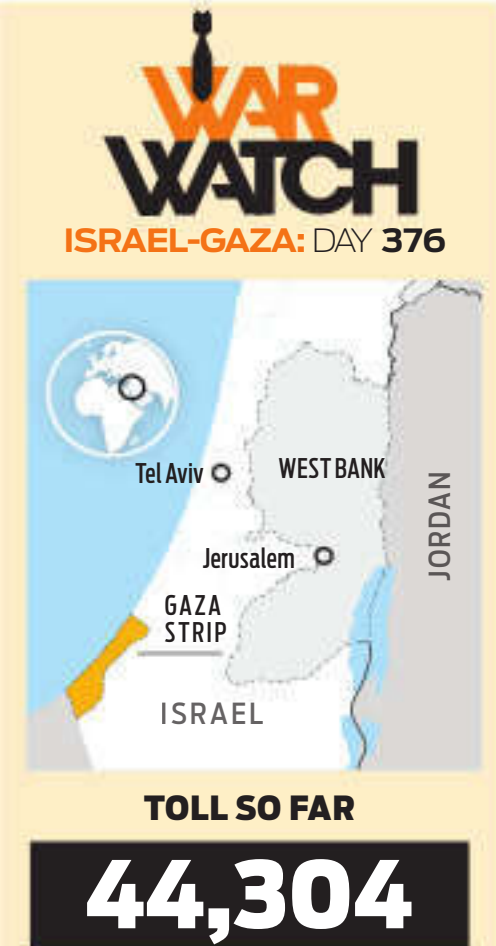 WAR
WATCH
ISRAEL-GAZA: DAY 376
Tel Aviv
WEST BANK
JORDAN
Jerusalem
GAZA
STRIP
ISRAEL
TOLL SO FAR
44,304